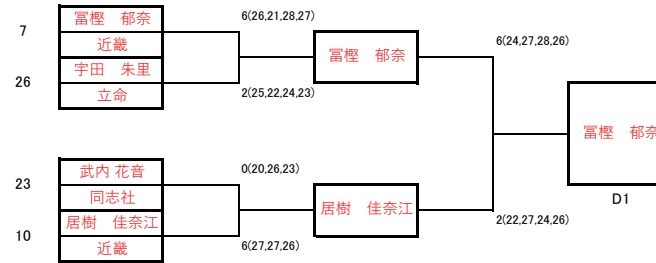 冨樫　郁奈
6(26,21,28,27)
7
近畿
冨樫　郁奈
6(24,27,28,26)
宇田　朱里
26
立命
2(25,22,24,23)
冨樫　郁奈
D1
武内 花音
0(20,26,23)
23
同志社
居樹　佳奈江
2(22,27,24,26)
居樹　佳奈江
10
近畿
6(27,27,26)